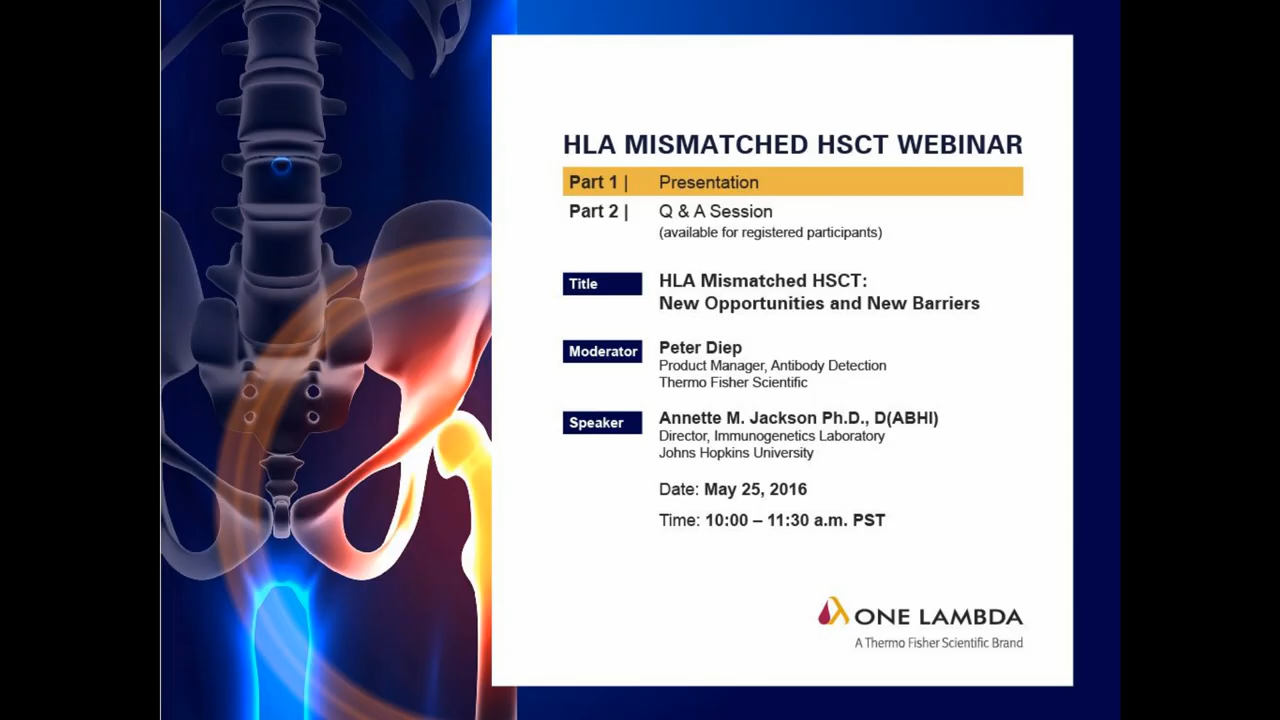 HLA MISMATCHED HSCT WEBINAR
Part 1 | Presentation
Part 2 | Q & A Session
(available for registered participants)
Title HLA Mismatched HSCT:
New Opportunities and New Barriers
Moderator Peter Diep
Product Manager, Antibody Detection
Thermo Fisher Scientific
Speaker Annette M. Jackson Ph.D., D(ABHI)
Director, Immunogenetics Laboratory
Johns Hopkins University
Date: May 25, 2016
Time: 10:00 – 11:30 a.m. PST
ONE LAMBDA
A Thermo Fisher Scientific Brand